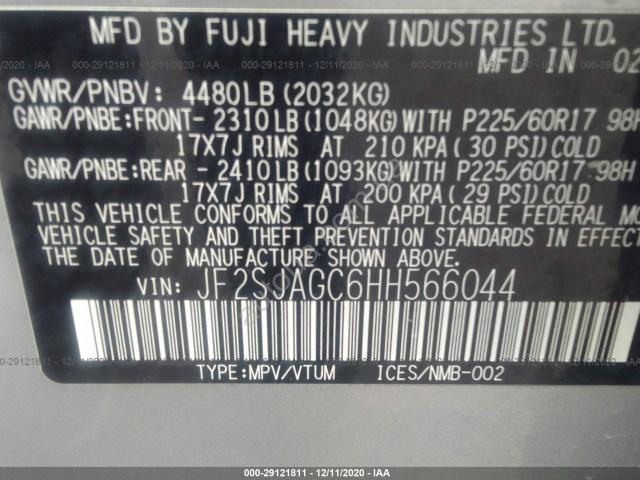 MFD BY FUJI HEAVY INDUSTRIES LTD.
MFD IN 02
GVWR/PNBV: 4480LB(2032KG)
GAWR/PNBE:FRONT- 2310LB(1048KG)WITH P225/60R17 98H
17X7J RIMS AT 210 KPA(30 PSI)COLD
GAWR/PNBE:REAR - 2410LB(1093KG)WITH P225/60R17 98H
17X7J RIMS AT 200 KPA(29 PSI)COLD
THIS VEHICLE CONFORMS TO ALL APPLICABLE FEDERAL MO
VEHICLE SAFETY AND THEFT PREVENTION STANDARDS IN EFFECT
THE DATE OF MANUFACTURE SHOWN ABOVE.
VIN: JF2SJAGC6HH566044
TYPE:MPV/VTUM ICES/NMB-002
000-29121811 - 12/11/2020 - IAA